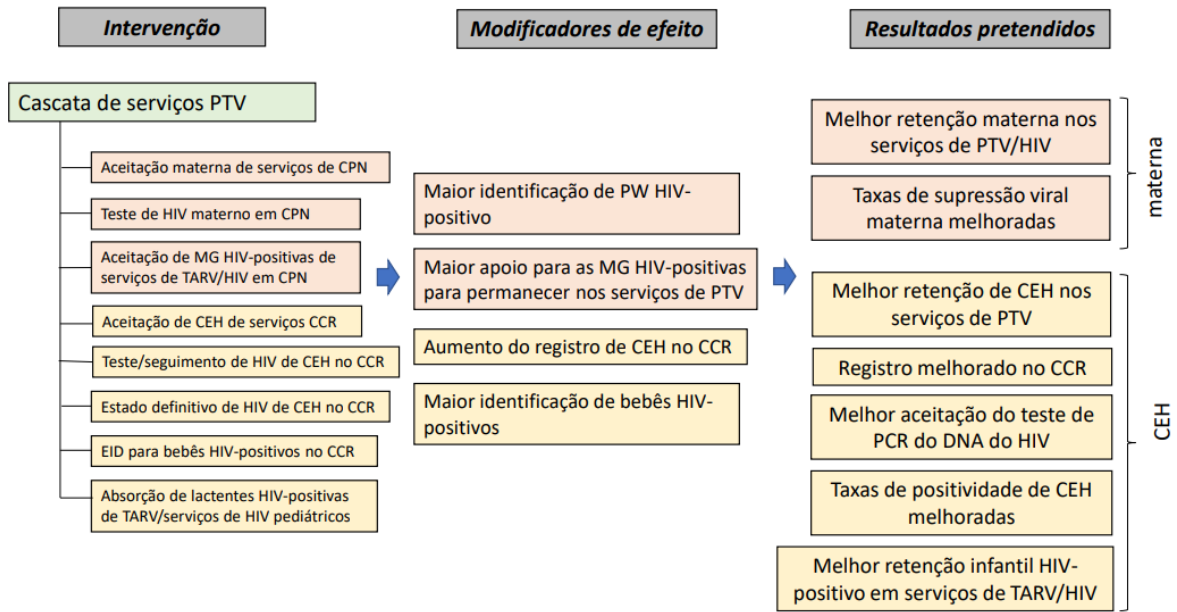 Intervenção
Modificadores de efeito
Resultados pretendidos
Cascata de serviços PTV
Aceitação materna de serviços de CPN
Teste de HIV materno em CPN
Aceitação de MG HIV-positivas de
serviços de TARV/HIV em CPN
Aceitação de CEH de serviços CCR
Teste/seguimento de HIV de CEH no CCR
Estado definitivo de HIV de CEH no CCR
EID para bebês HIV-positivos no CCR
Absorção de lactentes HIV-positivas
de TARV/serviços de HIV pediátricos
Maior identificação de PW HIV-
positivo
Maior apoio para as MG HIV-positivas
para permanecer nos serviços de PTV
Aumento do registro de CEH no CCR
Maior identificação de bebês HIV-
positivos
Melhor retenção materna nos
serviços de PTV/HIV
Taxas de supressão viral
materna melhoradas
materna
Melhor retenção de CEH nos
serviços de PTV
Registro melhorado no CCR
Melhor aceitação do teste de
PCR do DNA do HIV
Taxas de positividade de CEH
melhoradas
Melhor retenção infantil HIV-
positivo em serviços de TARV/HIV
CEH